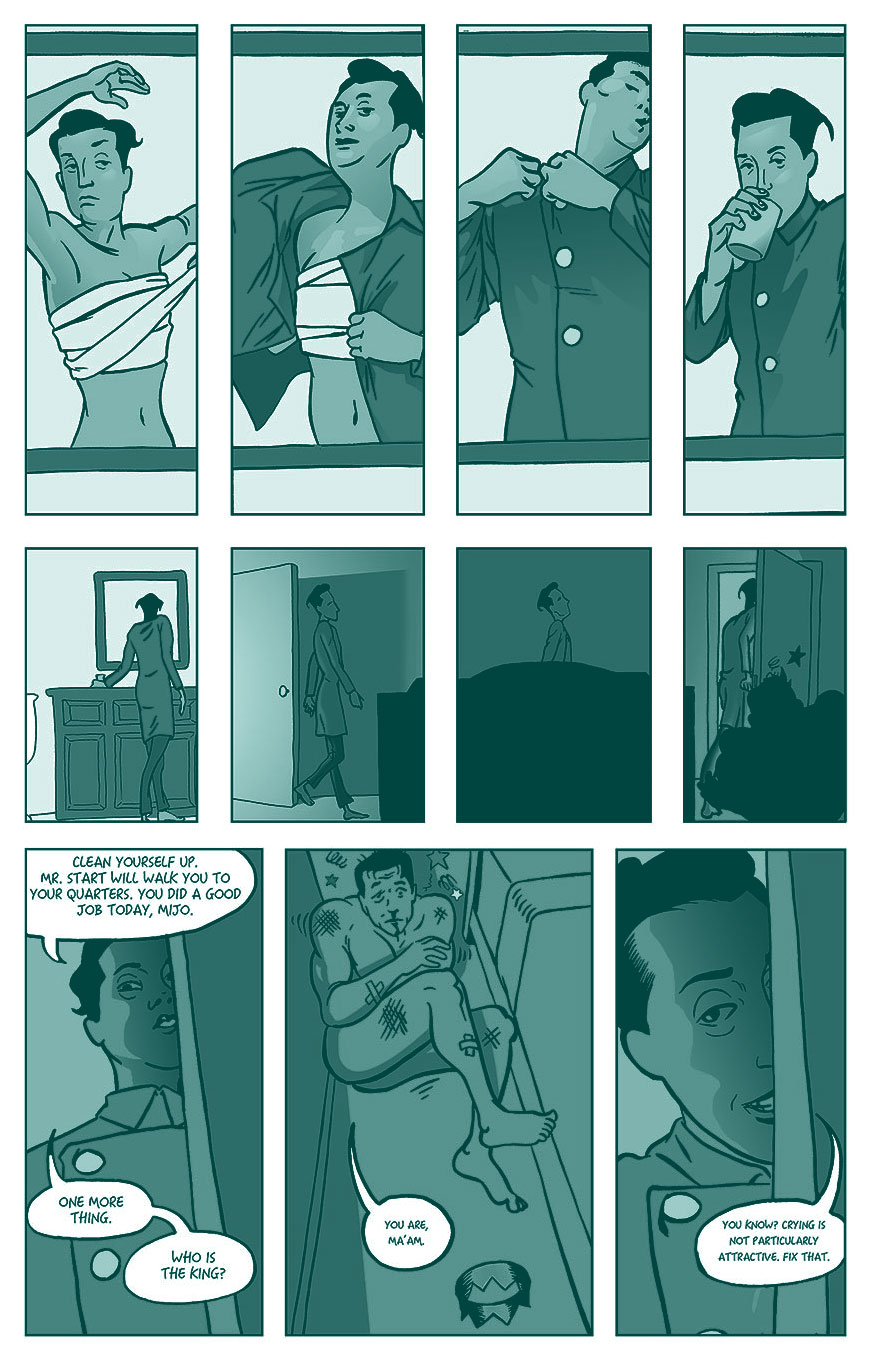 CLEAN YOURSELF UP.
MR. START WILL WALK YOU TO
YOUR QUARTERS. YOU DID A GOOD
JOB TODAY, MIJO.
ONE MORE
THING.
WHO IS
THE KING?
YOU ARE,
MA'AM.
YOU KNOW? CRYING IS
NOT PARTICULARLY
ATTRACTIVE. FIX THAT.